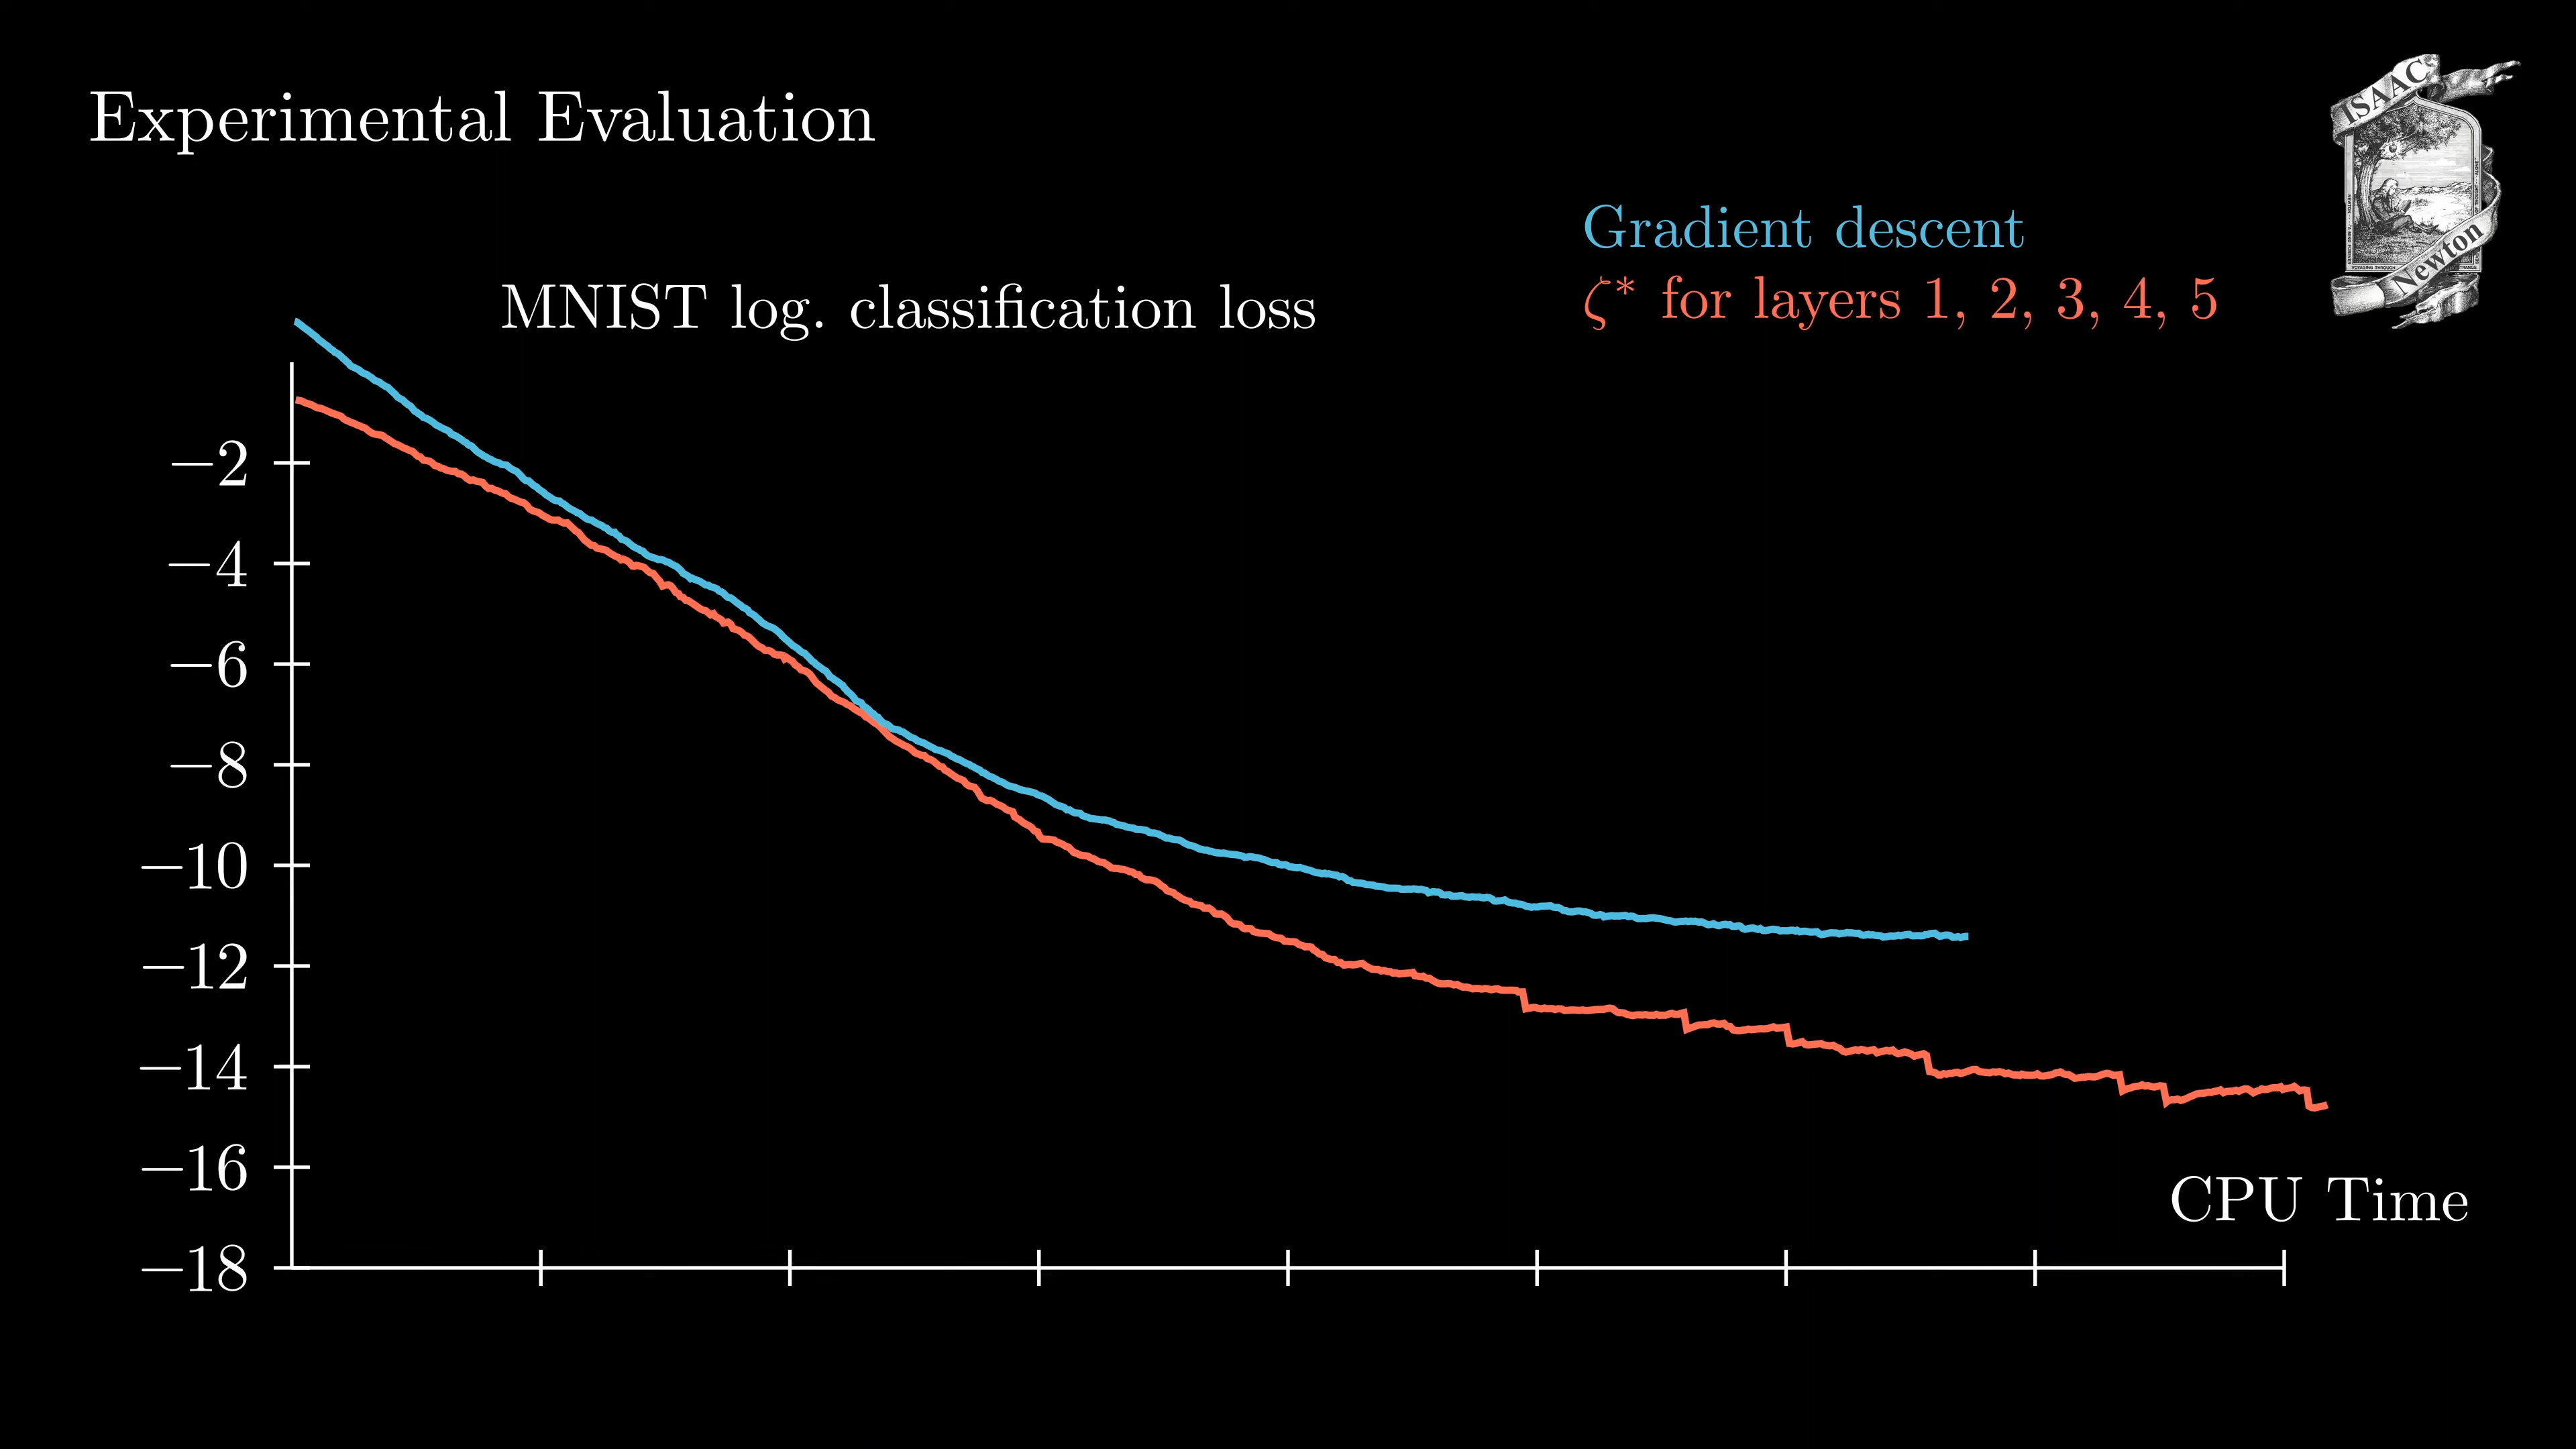 Experimental Evaluation
ISAAC
Newton
Gradient descent
ζ* for layers 1, 2, 3, 4, 5
MNIST log. classification loss
−2
−4
−6
−8
−10
−12
−14
−16
−18
CPU Time